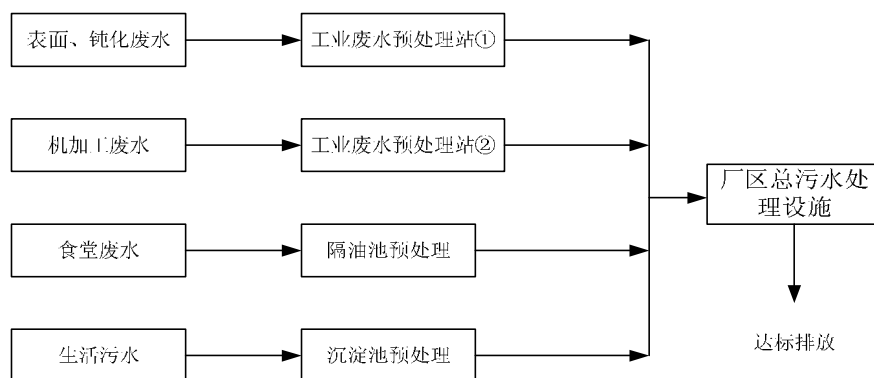 表面、钝化废水
工业废水预处理站①
机加工废水
工业废水预处理站②
厂区总污水处
理设施
食堂废水
隔油池预处理
生活污水
沉淀池预处理
达标排放